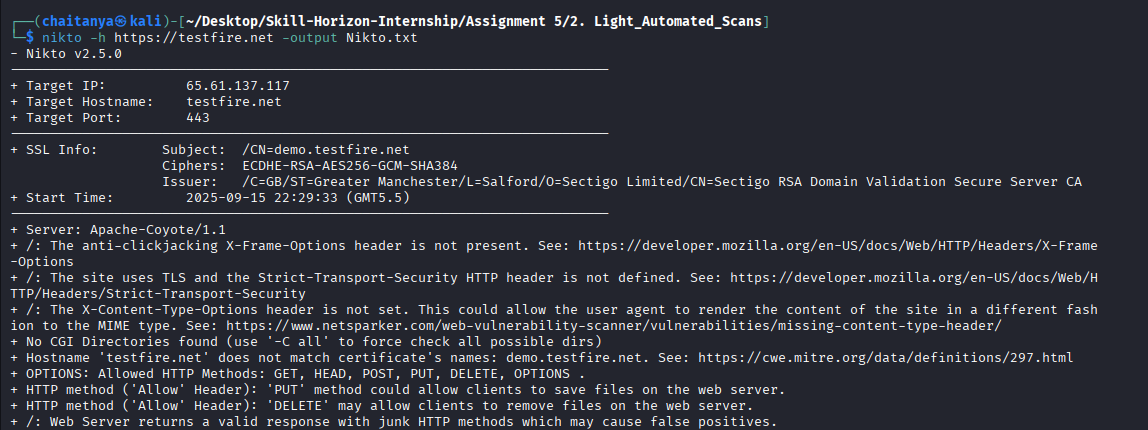 ┌──(chaitanya㉿kali)-[~/Desktop/Skill-Horizon-Internship/Assignment 5/2. Light_Automated_Scans]
└─$ nikto -h https://testfire.net -output Nikto.txt
- Nikto v2.5.0
---------------------------------------------------------------------------
+ Target IP:          65.61.137.117
+ Target Hostname:    testfire.net
+ Target Port:        443
---------------------------------------------------------------------------
+ SSL Info:        Subject:  /CN=demo.testfire.net
                   Ciphers:  ECDHE-RSA-AES256-GCM-SHA384
                   Issuer:   /C=GB/ST=Greater Manchester/L=Salford/O=Sectigo Limited/CN=Sectigo RSA Domain Validation Secure Server CA
+ Start Time:         2025-09-15 22:29:33 (GMT5.5)
---------------------------------------------------------------------------
+ Server: Apache-Coyote/1.1
+ /: The anti-clickjacking X-Frame-Options header is not present. See: https://developer.mozilla.org/en-US/docs/Web/HTTP/Headers/X-Frame
-Options
+ /: The site uses TLS and the Strict-Transport-Security HTTP header is not defined. See: https://developer.mozilla.org/en-US/docs/Web/H
TTP/Headers/Strict-Transport-Security
+ /: The X-Content-Type-Options header is not set. This could allow the user agent to render the content of the site in a different fash
ion to the MIME type. See: https://www.netsparker.com/web-vulnerability-scanner/vulnerabilities/missing-content-type-header/
+ No CGI Directories found (use '-C all' to force check all possible dirs)
+ Hostname 'testfire.net' does not match certificate's names: demo.testfire.net. See: https://cwe.mitre.org/data/definitions/297.html
+ OPTIONS: Allowed HTTP Methods: GET, HEAD, POST, PUT, DELETE, OPTIONS .
+ HTTP method ('Allow' Header): 'PUT' method could allow clients to save files on the web server.
+ HTTP method ('Allow' Header): 'DELETE' may allow clients to remove files on the web server.
+ /: Web Server returns a valid response with junk HTTP methods which may cause false positives.